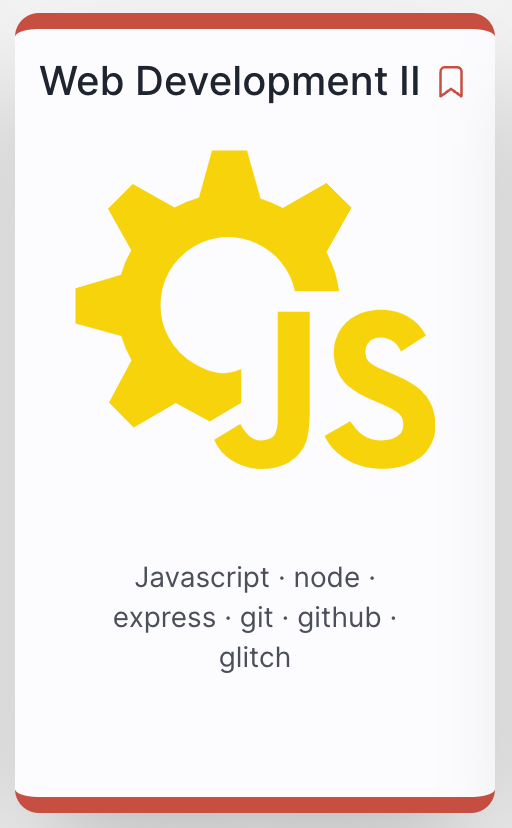 Web Development II
JS
Javascript · node ·
express · git · github ·
glitch